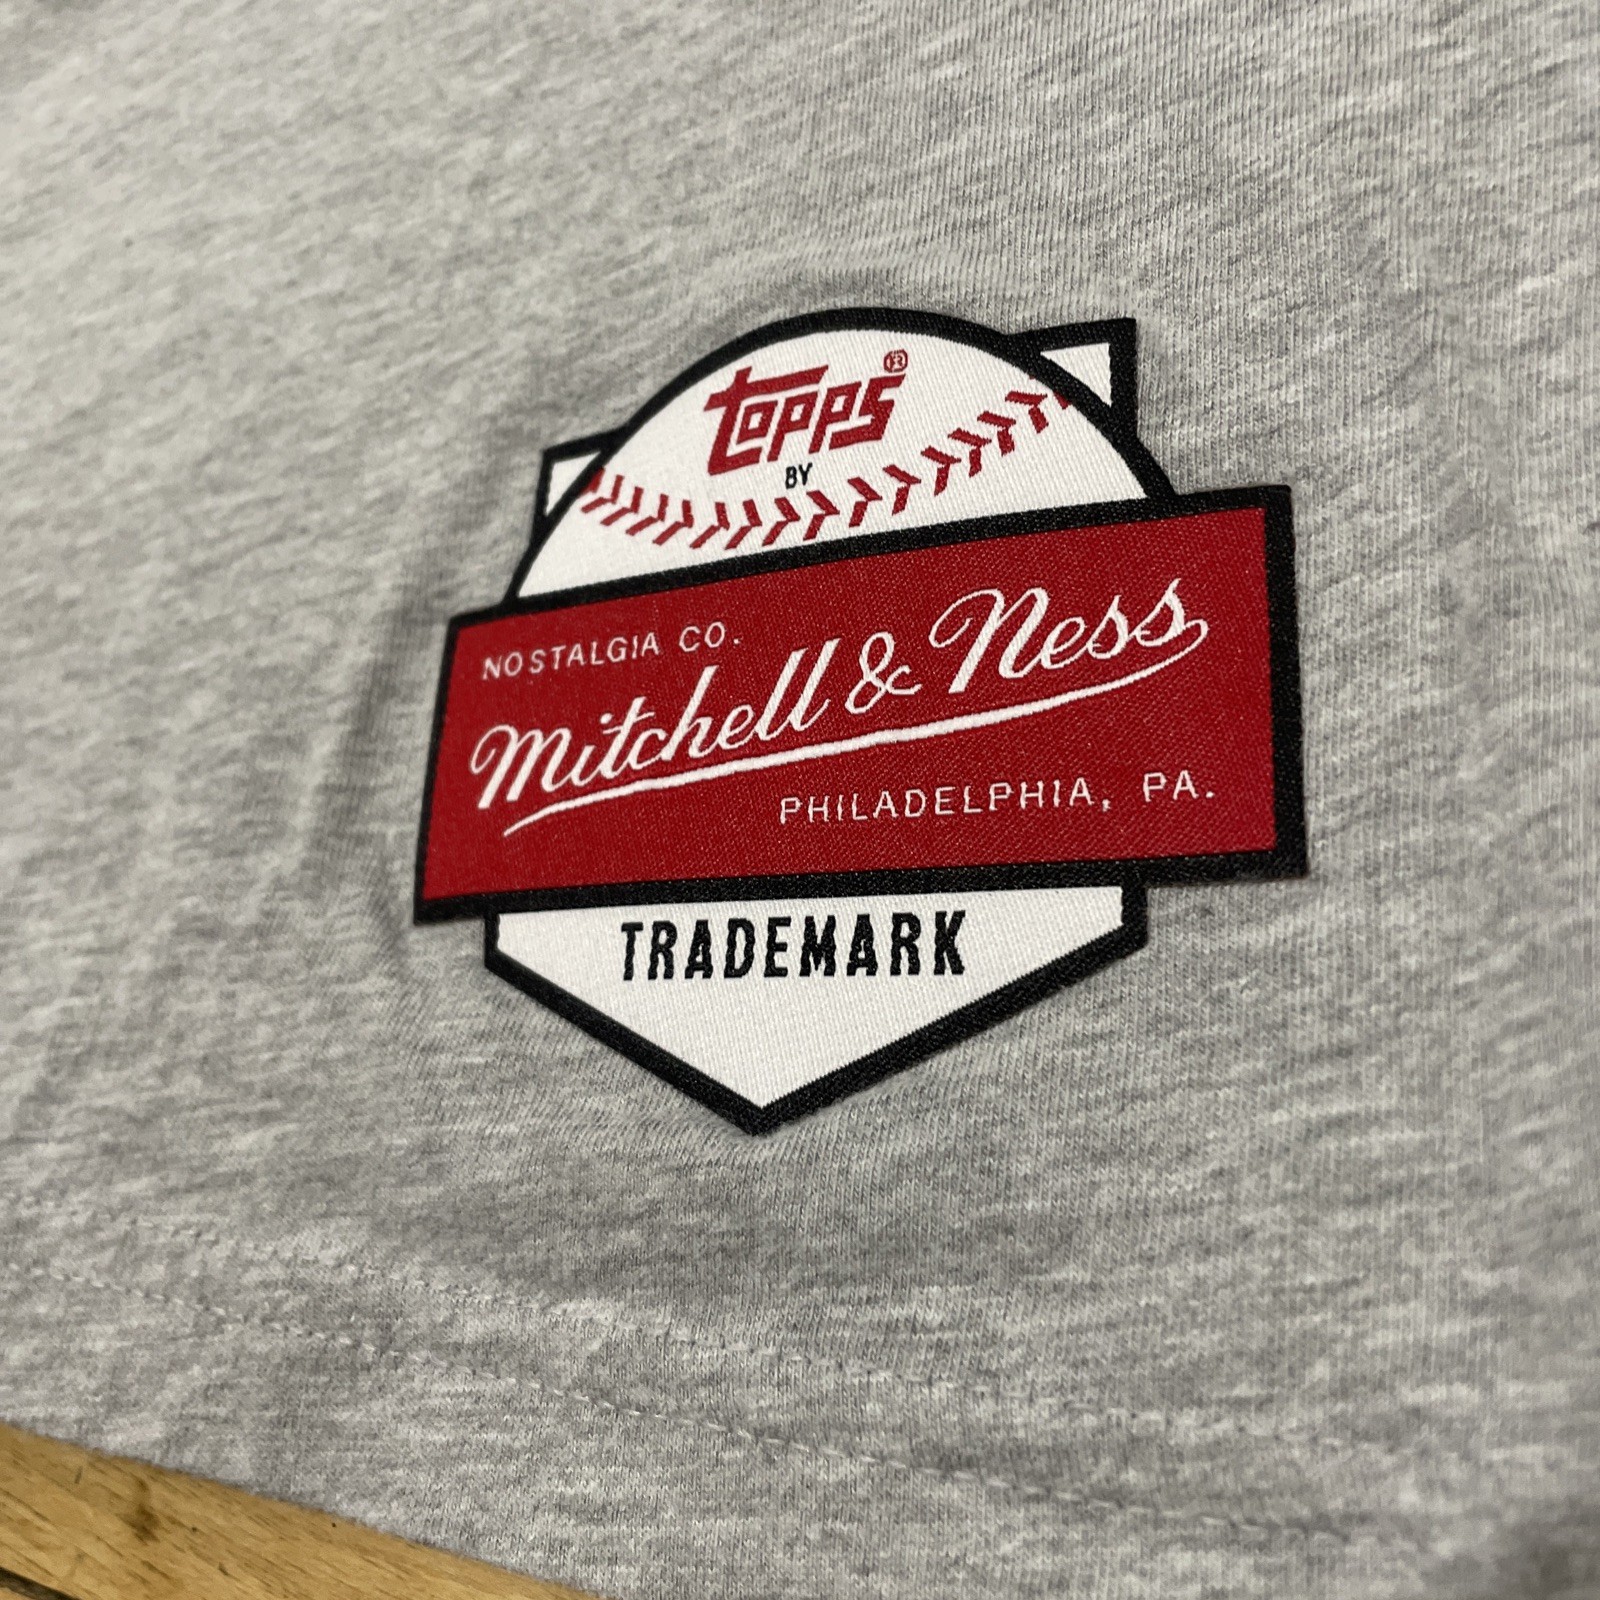 Topps®
BY
NOSTALGIA CO.
Mitchell & Ness
PHILADELPHIA, PA.
TRADEMARK